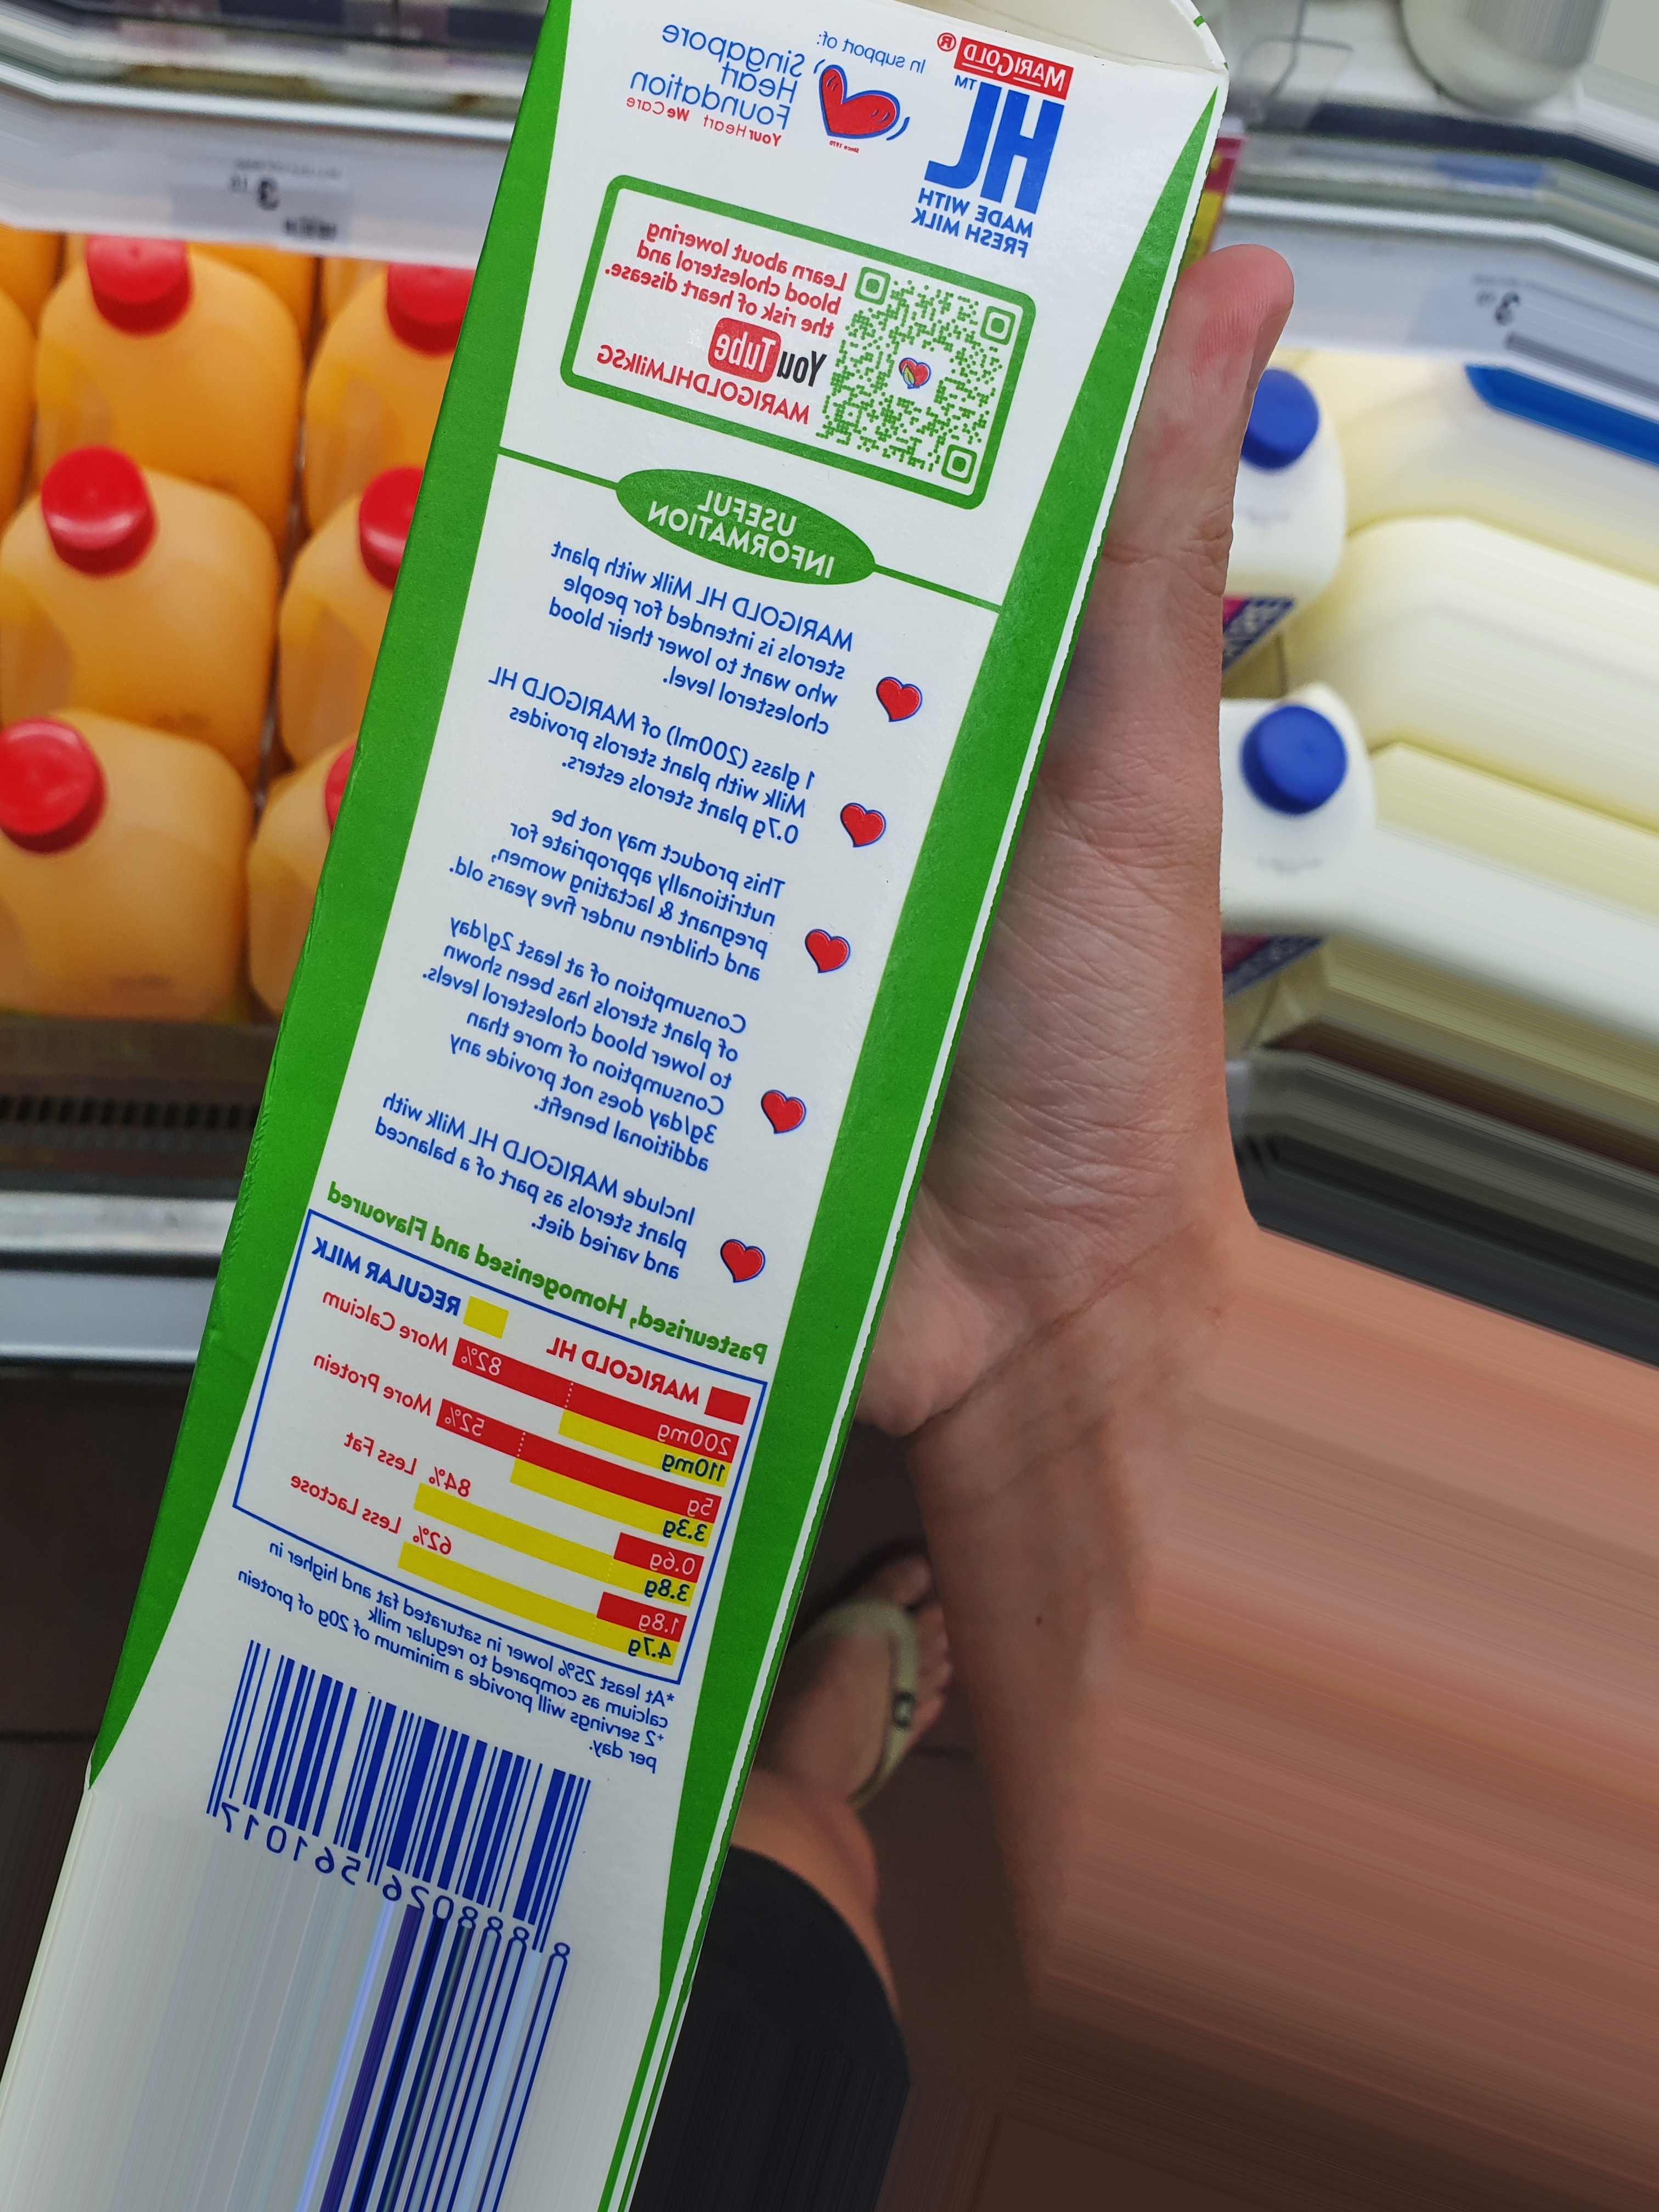 MARIGOLD®
HL™
MADE WITH
FRESH MILK
In support of:
Singapore
Heart
Foundation
Your Heart We Care
Since 1970
Learn about lowering
blood cholesterol and
the risk of heart disease.
YouTube
MARIGOLDHLMilkSG
USEFUL
INFORMATION
MARIGOLD HL Milk with plant
sterols is intended for people
who want to lower their blood
cholesterol level.
1 glass (200ml) of MARIGOLD HL
Milk with plant sterols provides
0.7g plant sterols esters.
This product may not be
nutritionally appropriate for
pregnant & lactating women,
and children under five years old.
Consumption of at least 2g/day
of plant sterols has been shown
to lower blood cholesterol levels.
Consumption of more than
3g/day does not provide any
additional benefit.
Include MARIGOLD HL Milk with
plant sterols as part of a balanced
and varied diet.
Pasteurised, Homogenised and Flavoured
MARIGOLD HL REGULAR MILK
200mg 82% More Calcium
110mg
5g 52% More Protein
3.3g
0.6g 84% Less Fat
3.8g
1.8g 62% Less Lactose
4.7g
*At least 25% lower in saturated fat and higher in
calcium as compared to regular milk
+2 servings will provide a minimum of 20g of protein
per day.
8 888026 561017
3
3